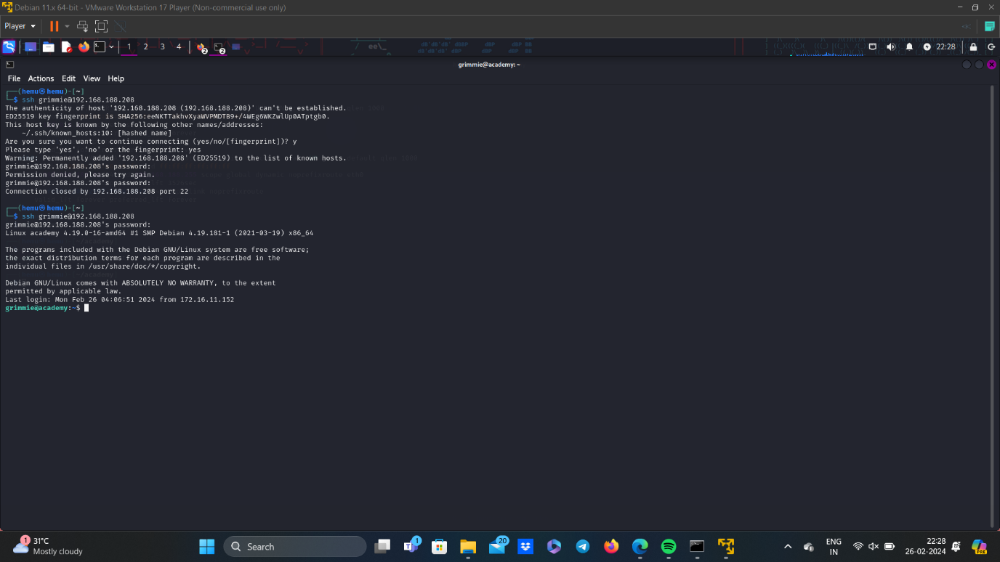 Debian 11.x 64-bit - VMware Workstation 17 Player (Non-commercial use only)
Player
1 2 3 4 2 2 22:28
grimmie@academy: ~
File Actions Edit View Help
┌──(hemu㉿hemu)-[~]
└─$ ssh grimmie@192.168.188.208
The authenticity of host '192.168.188.208 (192.168.188.208)' can't be established.
ED25519 key fingerprint is SHA256:eeNKTTakhvXyaWVPMDTB9+/4WEg6WKZwlUp0ATptgb0.
This host key is known by the following other names/addresses:
    ~/.ssh/known_hosts:10: [hashed name]
Are you sure you want to continue connecting (yes/no/[fingerprint])? y
Please type 'yes', 'no' or the fingerprint: yes
Warning: Permanently added '192.168.188.208' (ED25519) to the list of known hosts.
grimmie@192.168.188.208's password:
Permission denied, please try again.
grimmie@192.168.188.208's password:
Connection closed by 192.168.188.208 port 22
┌──(hemu㉿hemu)-[~]
└─$ ssh grimmie@192.168.188.208
grimmie@192.168.188.208's password:
Linux academy 4.19.0-16-amd64 #1 SMP Debian 4.19.181-1 (2021-03-19) x86_64
The programs included with the Debian GNU/Linux system are free software;
the exact distribution terms for each program are described in the
individual files in /usr/share/doc/*/copyright.
Debian GNU/Linux comes with ABSOLUTELY NO WARRANTY, to the extent
permitted by applicable law.
Last login: Mon Feb 26 04:06:51 2024 from 172.16.11.152
grimmie@academy:~$
1 31°C
Mostly cloudy
Search
1 20
ENG
IN
22:28
26-02-2024
PRE